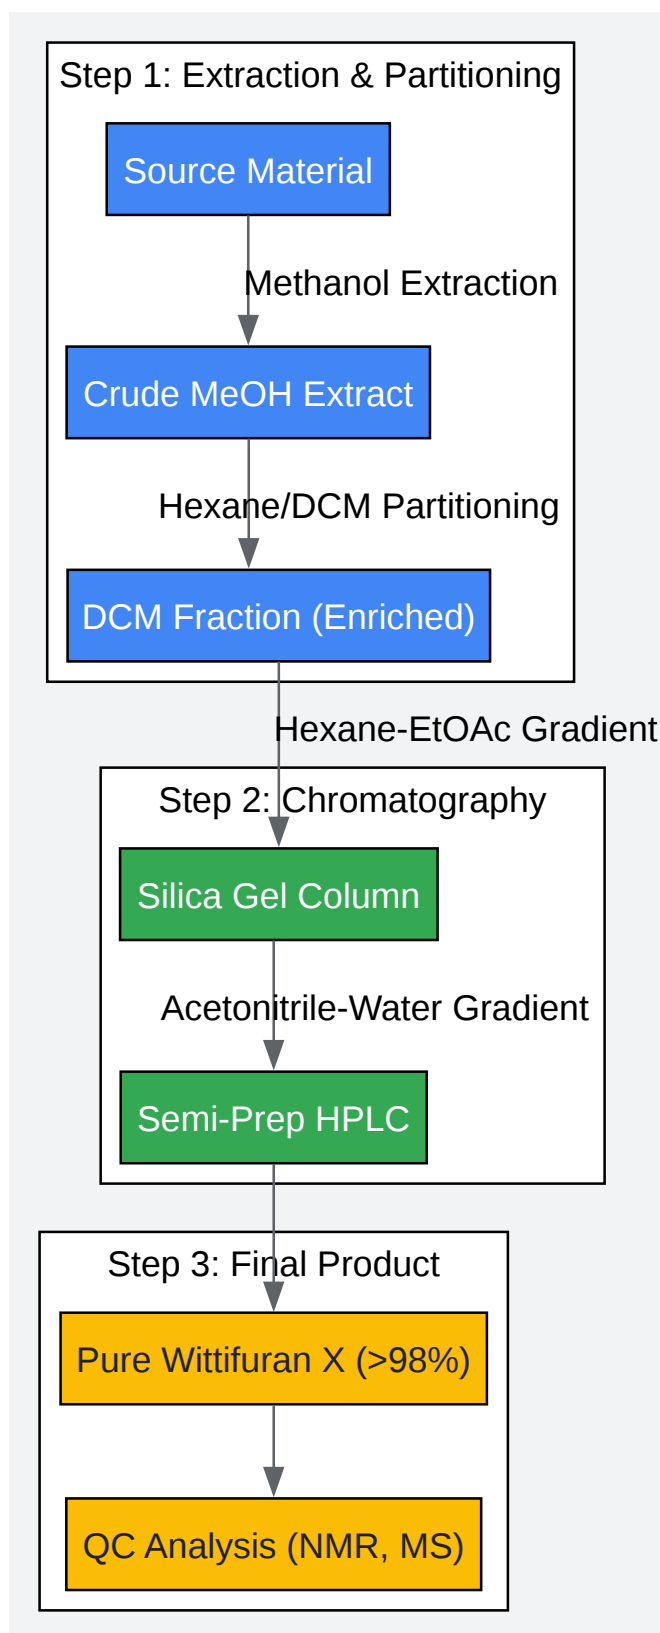 Step 1: Extraction & Partitioning
Source Material
Methanol Extraction
Crude MeOH Extract
Hexane/DCM Partitioning
DCM Fraction (Enriched)
Hexane-EtOAc Gradient
Step 2: Chromatography
Silica Gel Column
Acetonitrile-Water Gradient
Semi-Prep HPLC
Step 3: Final Product
Pure Wittifuran X (>98%)
QC Analysis (NMR, MS)